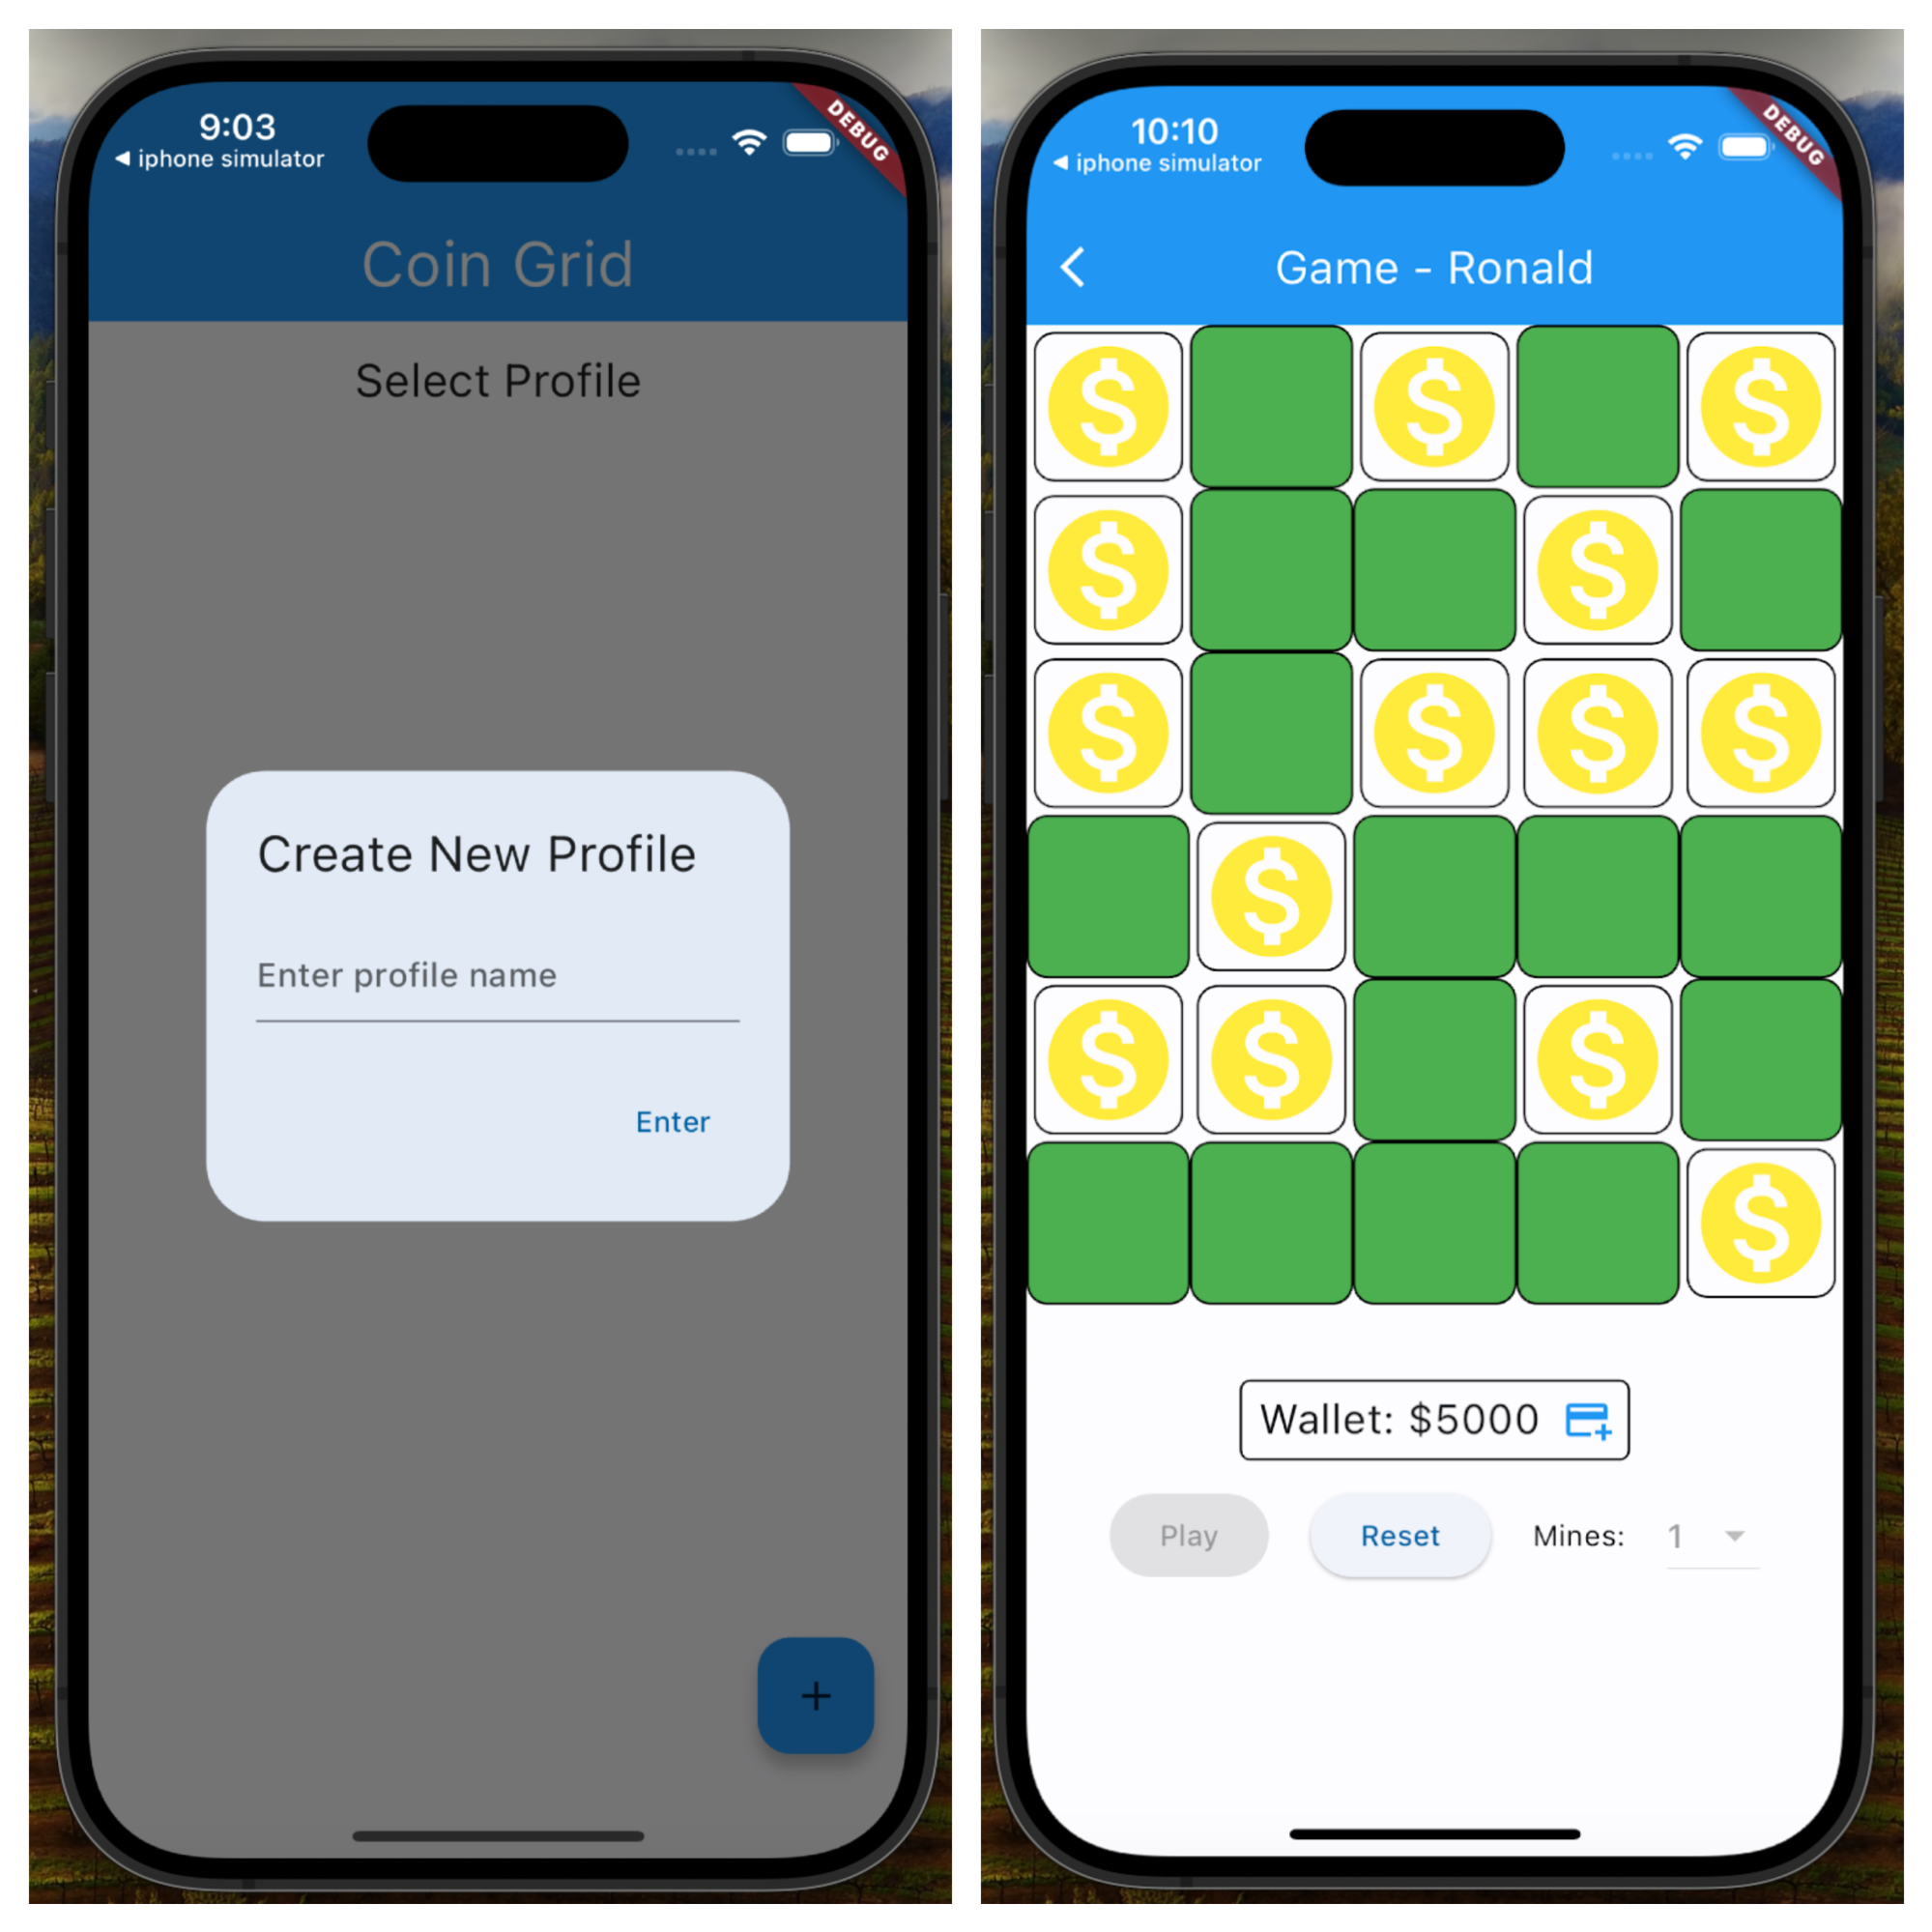 9:03
◀ iphone simulator
DEBUG
Coin Grid
Select Profile
Create New Profile
Enter profile name
Enter
+
10:10
◀ iphone simulator
DEBUG
Game - Ronald
$ $ $
$ $
$ $ $ $
$
$ $ $
$
Wallet: $5000
Play Reset Mines: 1